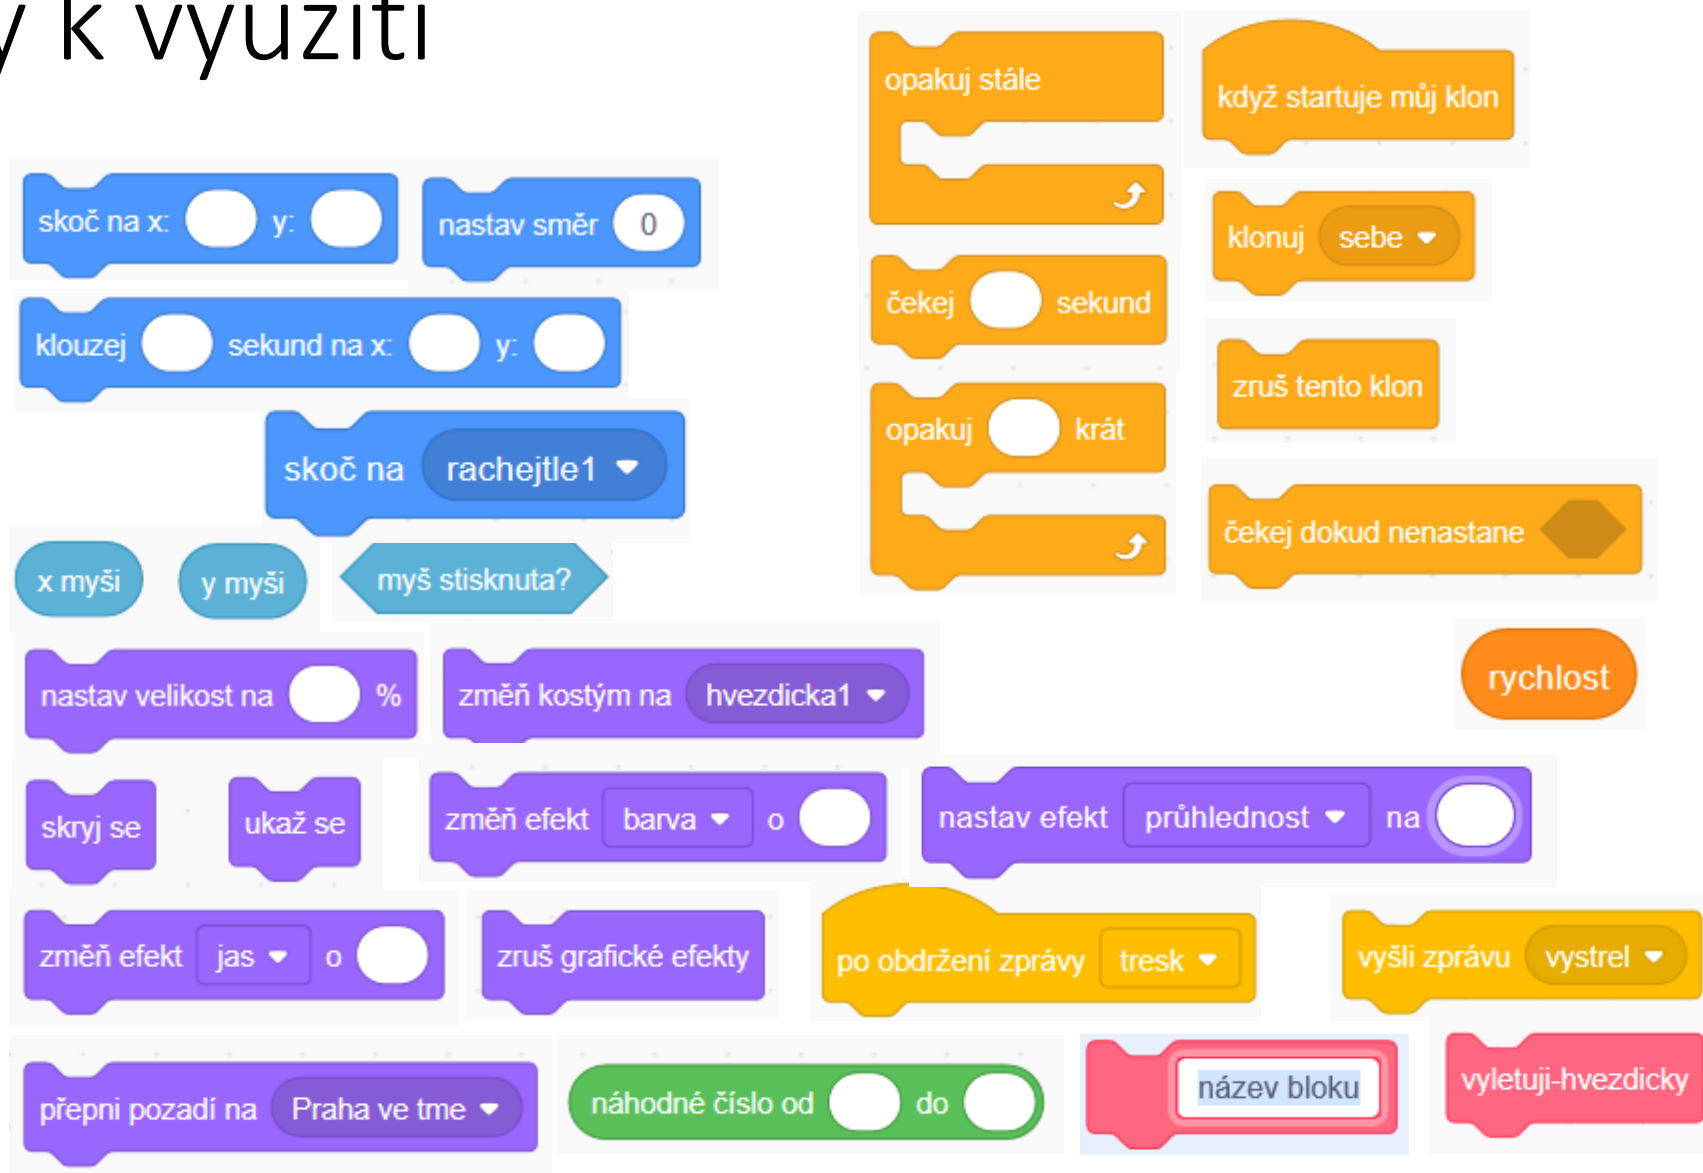 y k využití
opakuj stále
když startuje můj klon
skoč na x: y:
nastav směr 0
klonuj sebe
klouzej sekund na x: y:
čekej sekund
zruš tento klon
skoč na rachejtle1
opakuj krát
čekej dokud nenastane
x myši
y myši
myš stisknuta?
nastav velikost na %
změň kostým na hvezdicka1
rychlost
skryj se
ukaž se
změň efekt barva o
nastav efekt průhlednost na
změň efekt jas o
zruš grafické efekty
po obdržení zprávy tresk
vyšli zprávu vystrel
přepni pozadí na Praha ve tme
náhodné číslo od do
název bloku
vyletuji-hvezdicky